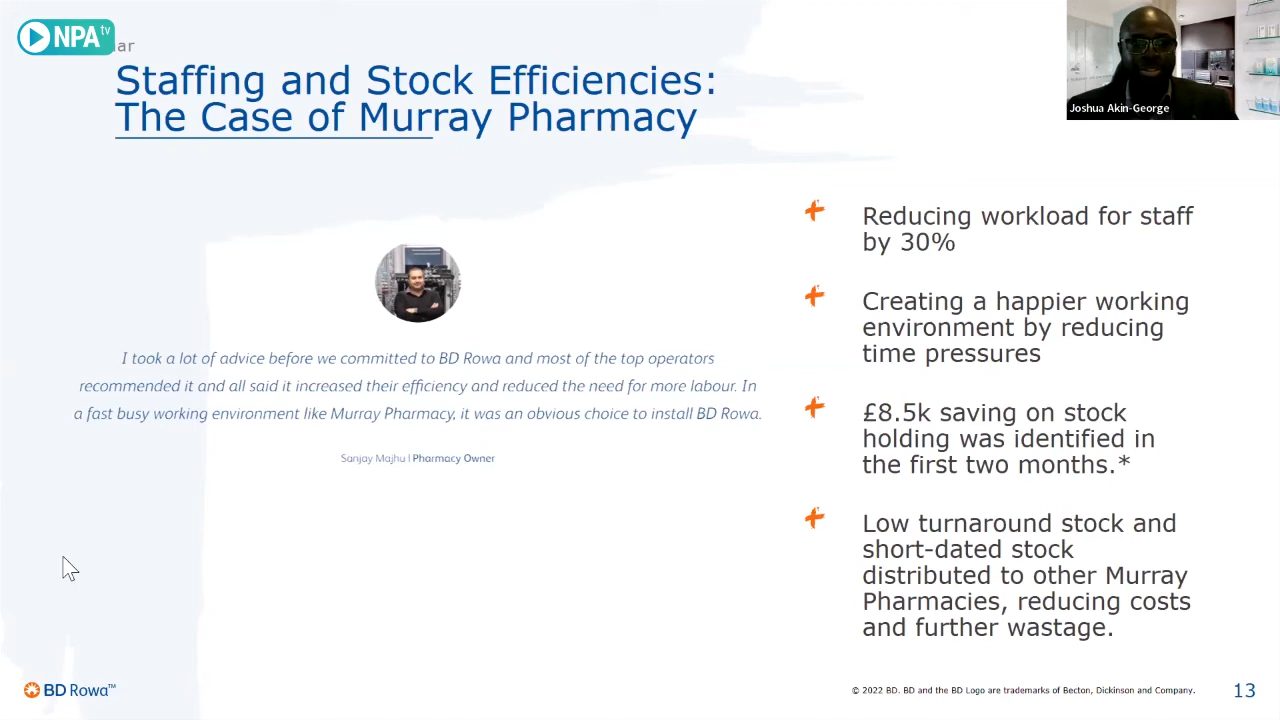 NPA tv
ar
Staffing and Stock Efficiencies:
The Case of Murray Pharmacy
Joshua Akin-George
I took a lot of advice before we committed to BD Rowa and most of the top operators
recommended it and all said it increased their efficiency and reduced the need for more labour. In
a fast busy working environment like Murray Pharmacy, it was an obvious choice to install BD Rowa.
Sanjay Majhu | Pharmacy Owner
Reducing workload for staff
by 30%
Creating a happier working
environment by reducing
time pressures
£8.5k saving on stock
holding was identified in
the first two months.*
Low turnaround stock and
short-dated stock
distributed to other Murray
Pharmacies, reducing costs
and further wastage.
BD Rowa™
© 2022 BD. BD and the BD Logo are trademarks of Becton, Dickinson and Company.
13